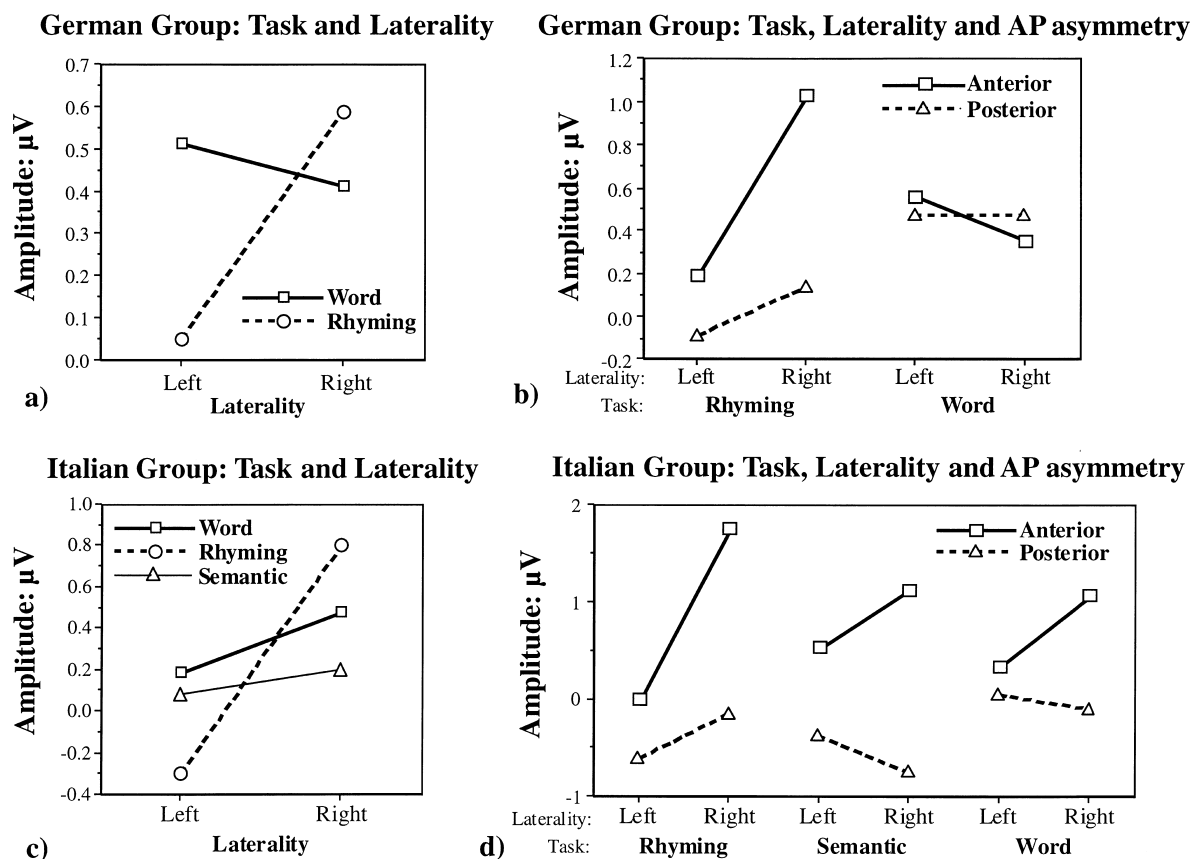 German Group: Task and Laterality
Amplitude: µV
0.7
0.6
0.5
0.4
0.3
0.2
0.1
0.0
Word
Rhyming
Left Right
Laterality
a)
German Group: Task, Laterality and AP asymmetry
Amplitude: µV
1.2
1.0
0.8
0.6
0.4
0.2
0.0
-0.2
Anterior
Posterior
Laterality: Left Right Left Right
Task: Rhyming Word
b)
Italian Group: Task and Laterality
Amplitude: µV
1.0
0.8
0.6
0.4
0.2
0.0
-0.2
-0.4
Word
Rhyming
Semantic
Left Right
Laterality
c)
Italian Group: Task, Laterality and AP asymmetry
Amplitude: µV
2
1
0
-1
Anterior
Posterior
Laterality: Left Right Left Right Left Right
Task: Rhyming Semantic Word
d)